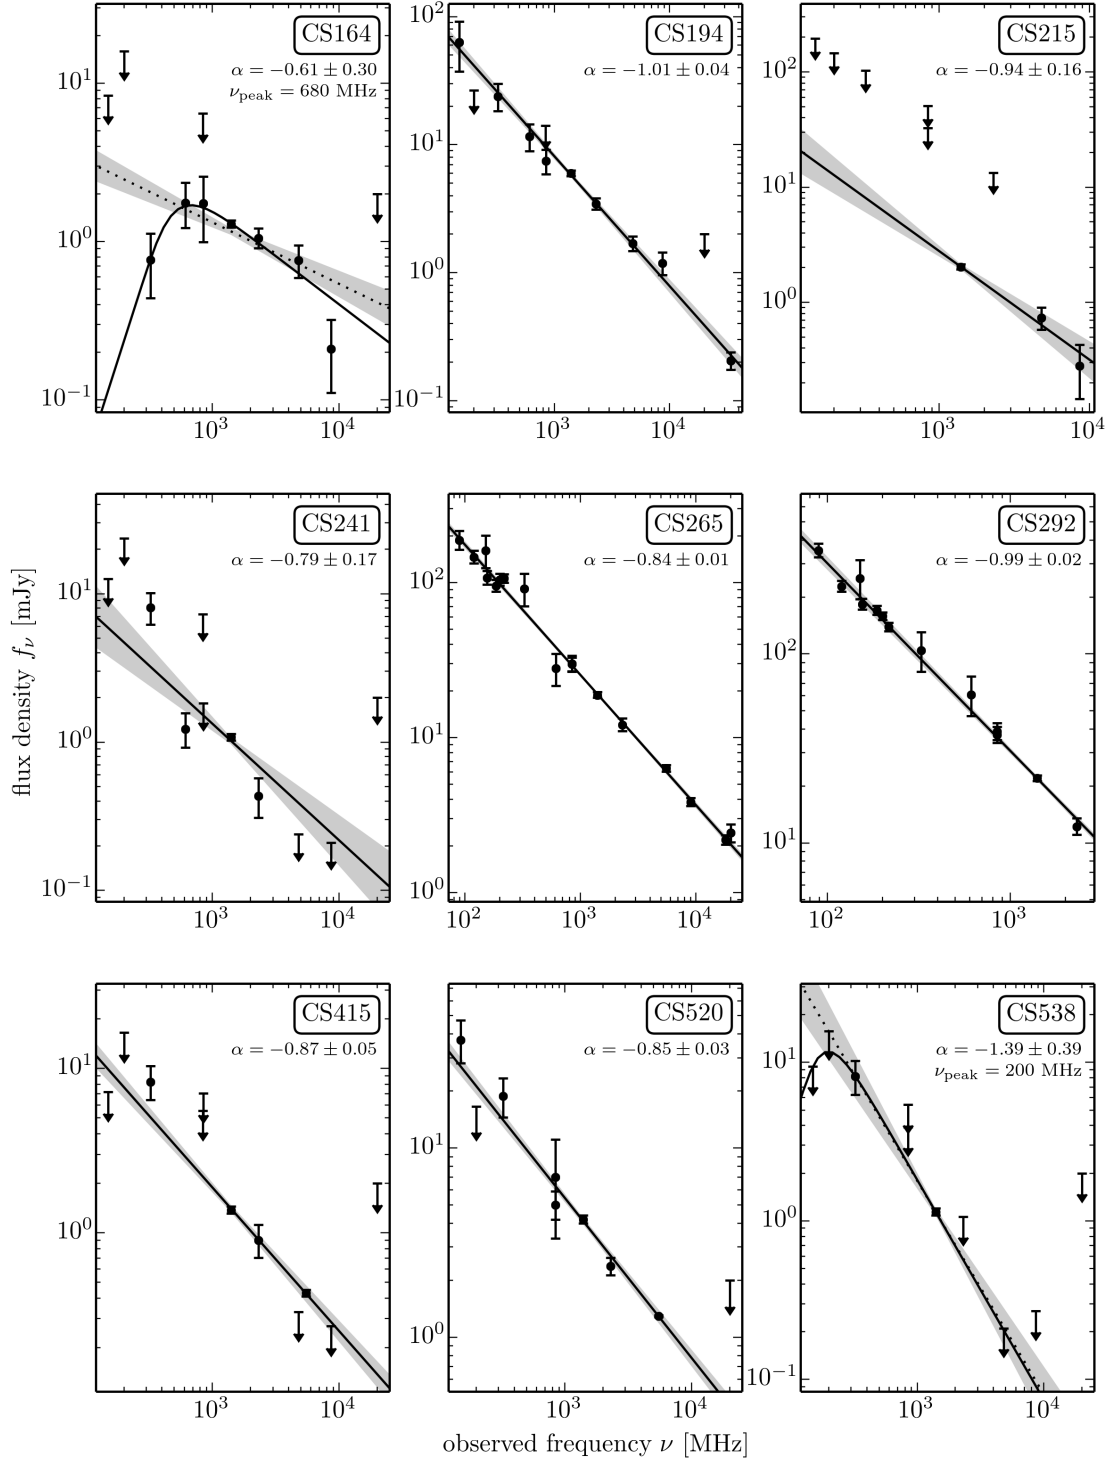 CS164
α = −0.61 ± 0.30
ν_peak = 680 MHz
10^1
10^0
10^−1
10^3
10^4
CS194
α = −1.01 ± 0.04
10^2
10^1
10^0
10^−1
10^3
10^4
CS215
α = −0.94 ± 0.16
10^2
10^1
10^0
10^3
10^4
flux density f_ν [mJy]
CS241
α = −0.79 ± 0.17
10^1
10^0
10^−1
10^3
10^4
CS265
α = −0.84 ± 0.01
10^2
10^1
10^0
10^2
10^3
10^4
CS292
α = −0.99 ± 0.02
10^2
10^1
10^2
10^3
CS415
α = −0.87 ± 0.05
10^1
10^0
10^3
10^4
CS520
α = −0.85 ± 0.03
10^1
10^0
10^3
10^4
CS538
α = −1.39 ± 0.39
ν_peak = 200 MHz
10^1
10^0
10^−1
10^3
10^4
observed frequency ν [MHz]